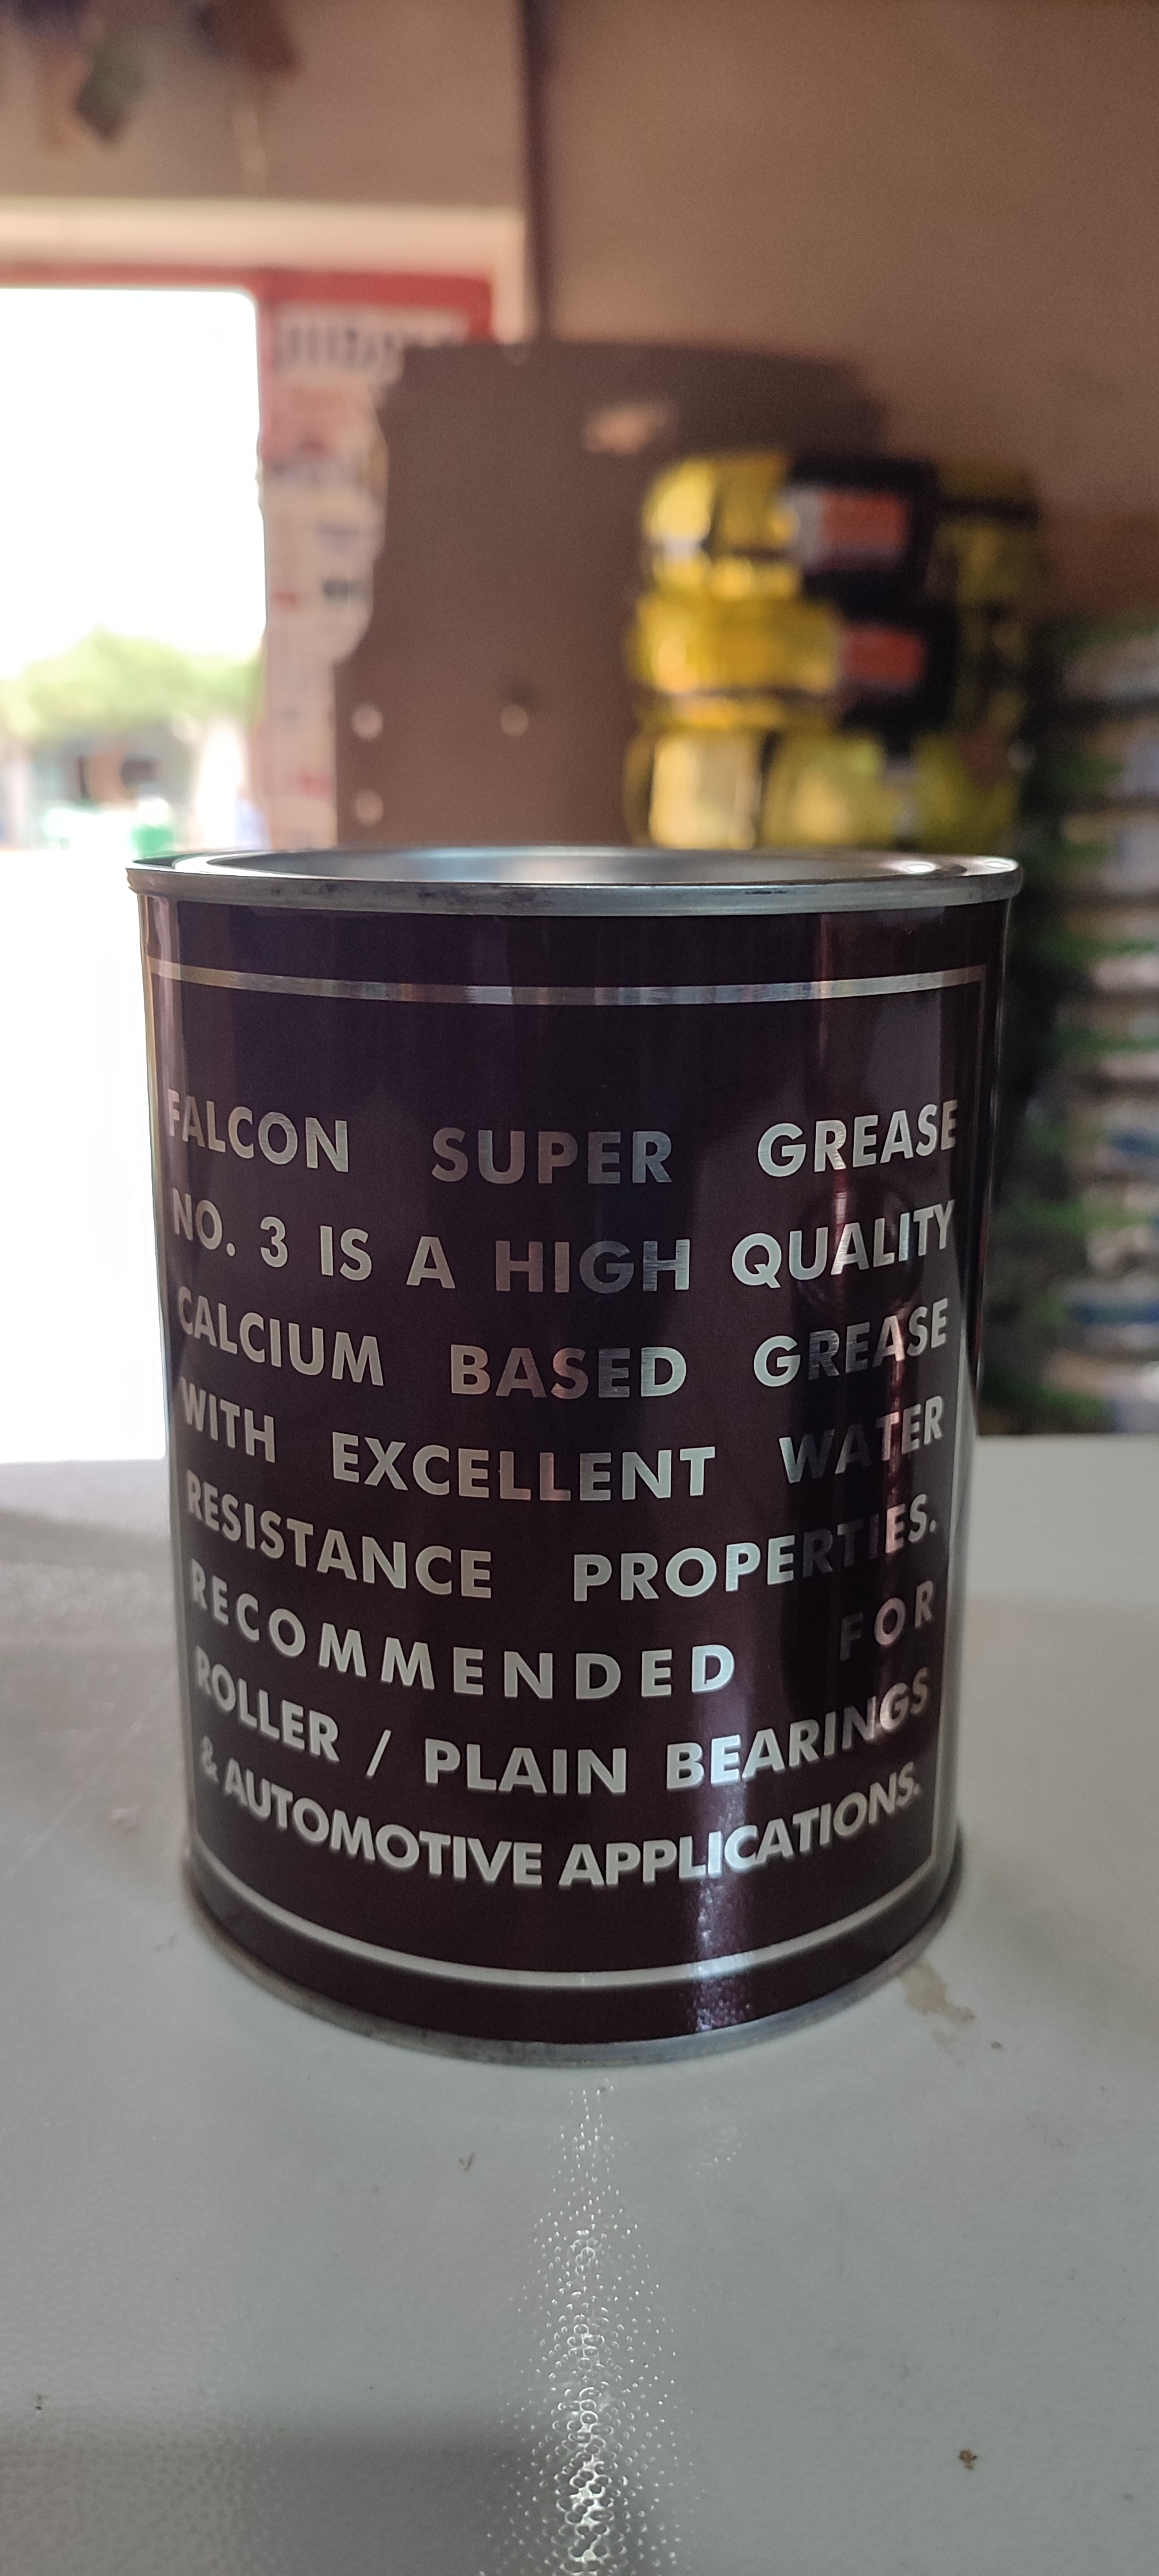 FALCON SUPER GREASE
NO. 3 IS A HIGH QUALITY
CALCIUM BASED GREASE
WITH EXCELLENT WATER
RESISTANCE PROPERTIES.
RECOMMENDED FOR
ROLLER / PLAIN BEARINGS
& AUTOMOTIVE APPLICATIONS.